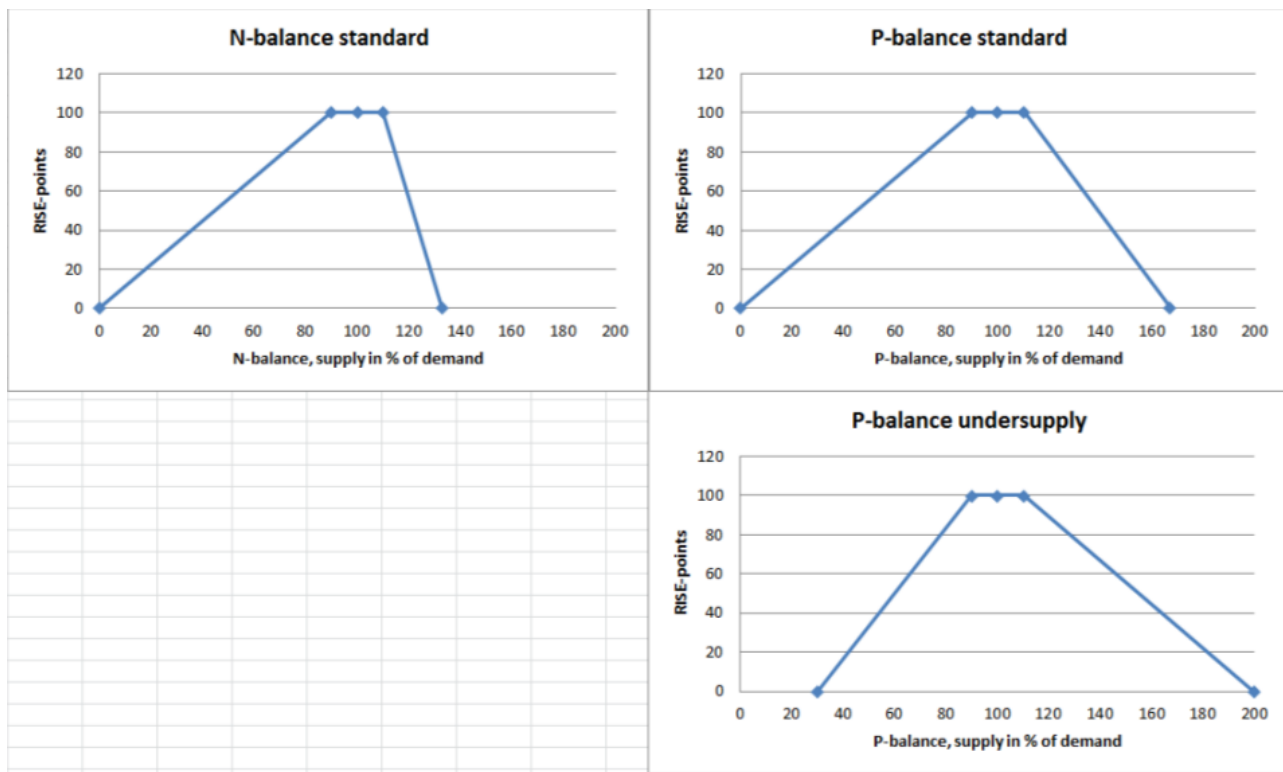 N-balance standard
120
100
80
60
40
20
0
RISE-points
0 20 40 60 80 100 120 140 160 180 200
N-balance, supply in % of demand
P-balance standard
120
100
80
60
40
20
0
RISE-points
0 20 40 60 80 100 120 140 160 180 200
P-balance, supply in % of demand
P-balance undersupply
120
100
80
60
40
20
0
RISE-points
0 20 40 60 80 100 120 140 160 180 200
P-balance, supply in % of demand